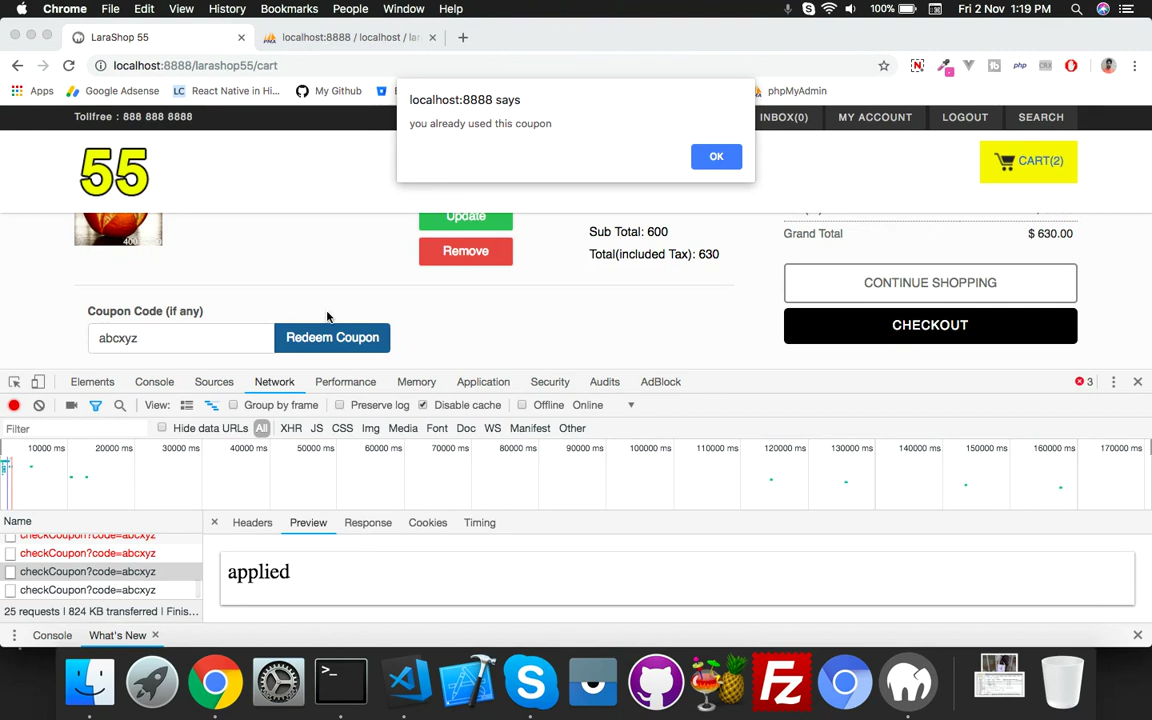 Chrome File Edit View History Bookmarks People Window Help 100% Fri 2 Nov 1:19 PM
LaraShop 55
localhost:8888 / localhost / lar
localhost:8888/larashop55/cart
Apps Google Adsense React Native in Hi... My Github phpMyAdmin
localhost:8888 says
you already used this coupon
OK
Tollfree : 888 888 8888 INBOX(0) MY ACCOUNT LOGOUT SEARCH
55
CART(2)
400
Update
Remove
Sub Total: 600
Total(included Tax): 630
Grand Total $ 630.00
CONTINUE SHOPPING
CHECKOUT
Coupon Code (if any)
abcxyz Redeem Coupon
Elements Console Sources Network Performance Memory Application Security Audits AdBlock 3
View: Group by frame Preserve log Disable cache Offline Online
Filter Hide data URLs All XHR JS CSS Img Media Font Doc WS Manifest Other
10000 ms 20000 ms 30000 ms 40000 ms 50000 ms 60000 ms 70000 ms 80000 ms 90000 ms 100000 ms 110000 ms 120000 ms 130000 ms 140000 ms 150000 ms 160000 ms 170000 ms
Name Headers Preview Response Cookies Timing
checkCoupon?code=abcxyz
checkCoupon?code=abcxyz
checkCoupon?code=abcxyz
checkCoupon?code=abcxyz
applied
25 requests | 824 KB transferred | Finis...
Console What's New